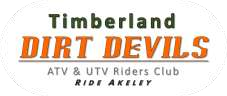 Timberland
DIRT DEVILS
ATV & UTV Riders Club
RIDE AKELEY